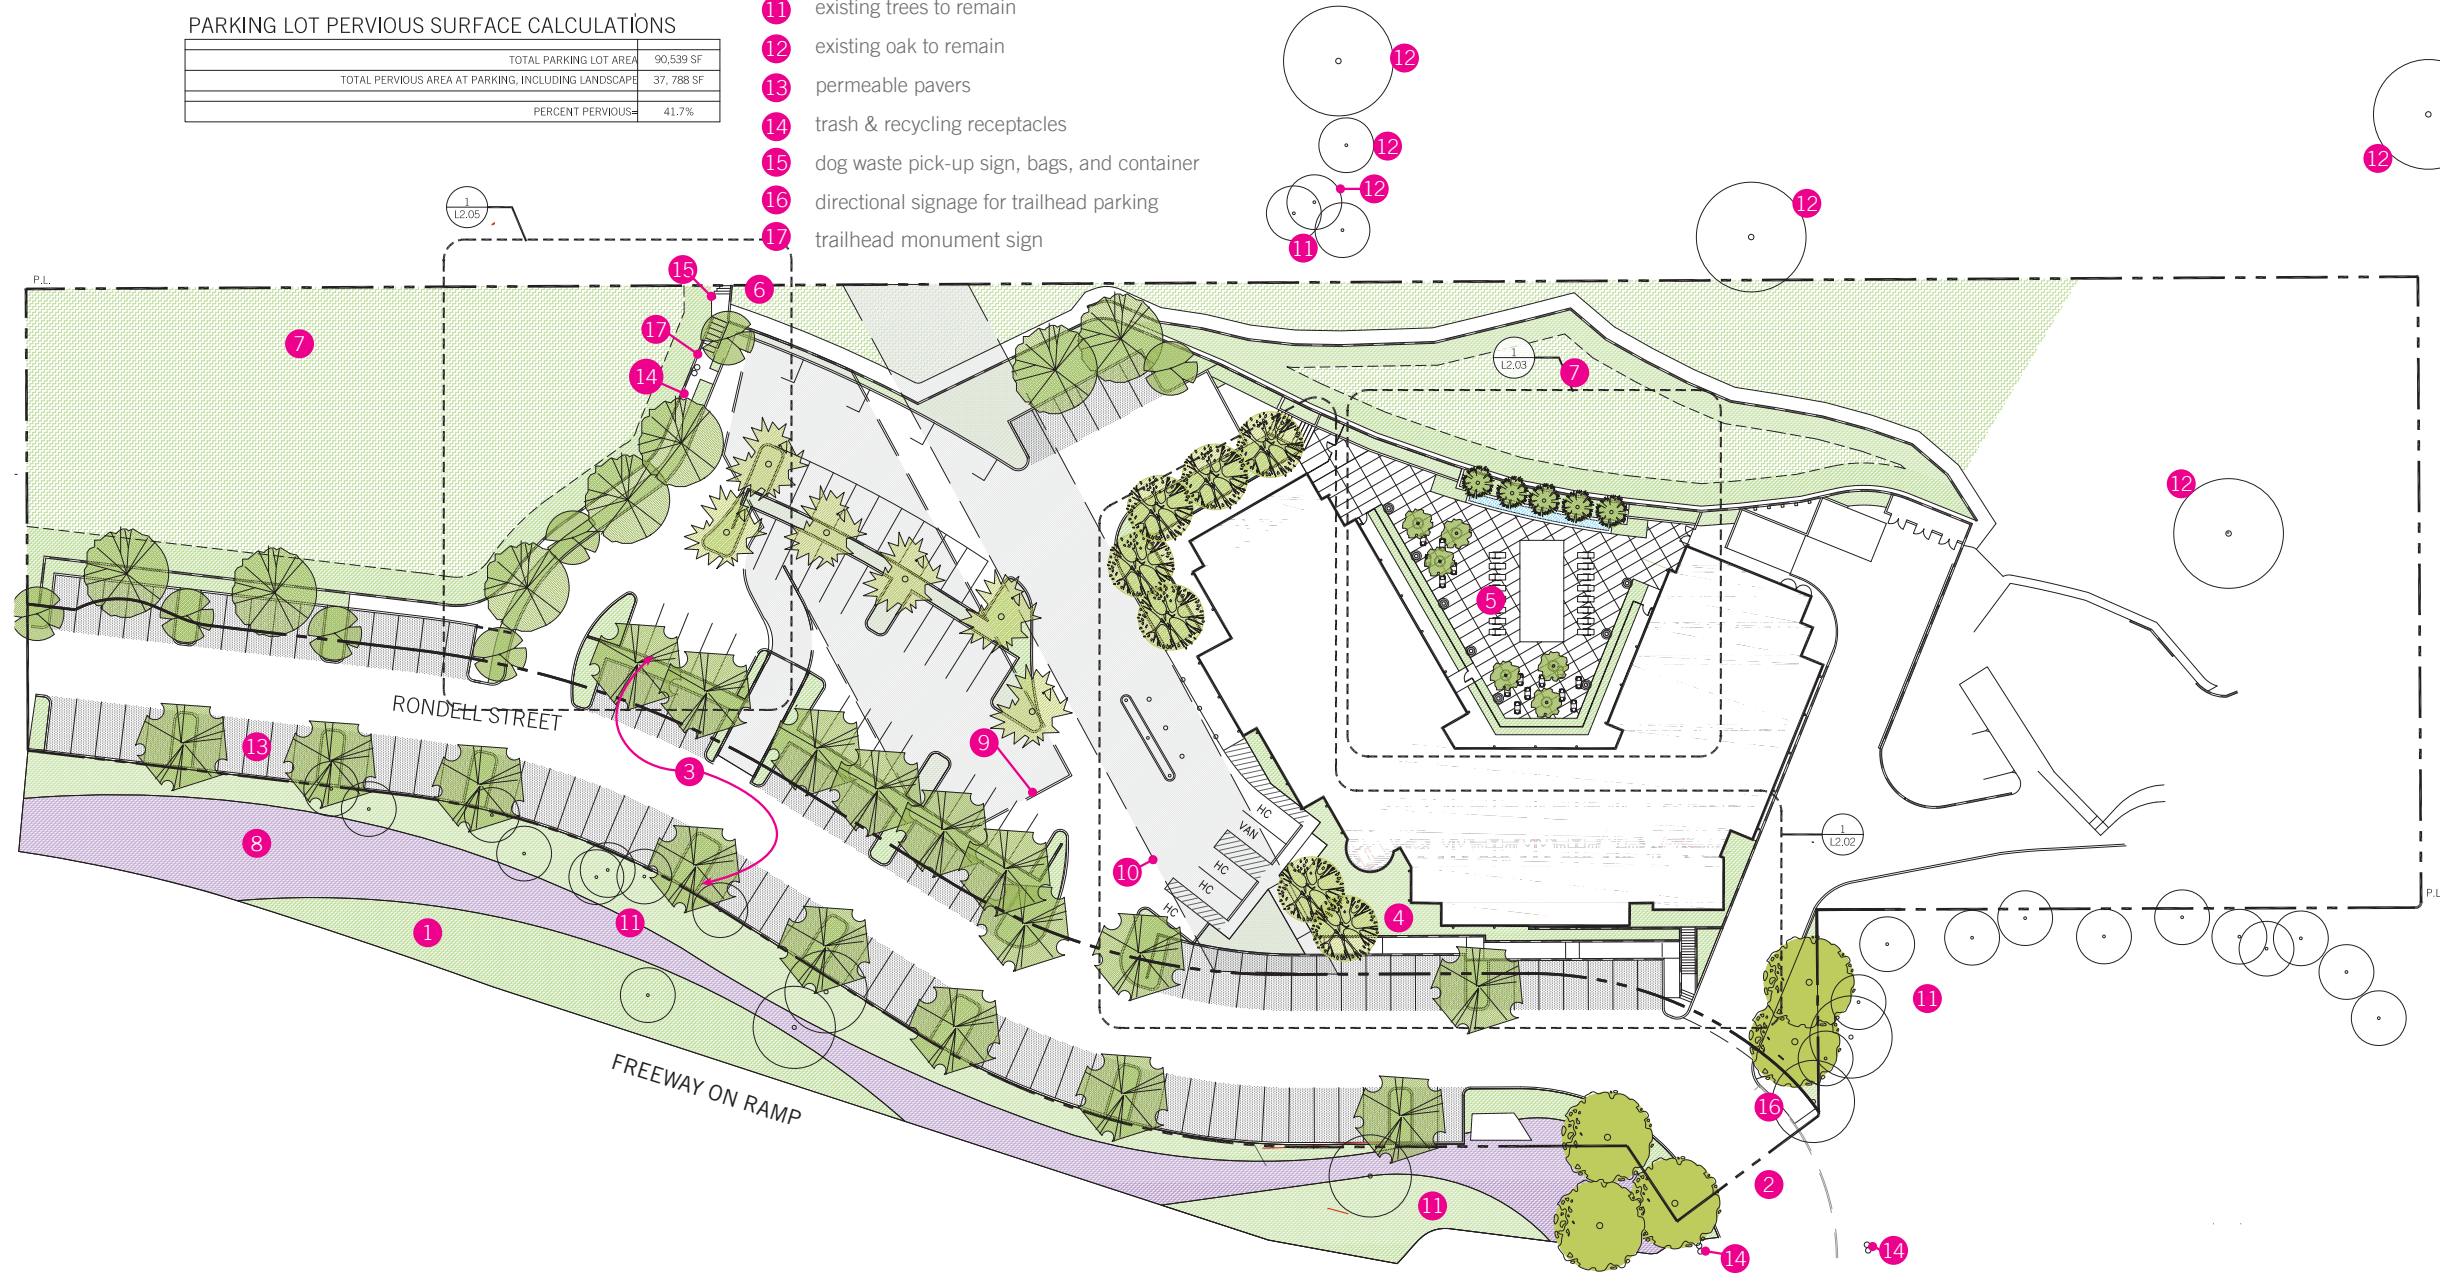 PARKING LOT PERVIOUS SURFACE CALCULATIONS
TOTAL PARKING LOT AREA 90,539 SF
TOTAL PERVIOUS AREA AT PARKING, INCLUDING LANDSCAPE 37, 788 SF
PERCENT PERVIOUS= 41.7%
11 existing trees to remain
12 existing oak to remain
13 permeable pavers
14 trash & recycling receptacles
15 dog waste pick-up sign, bags, and container
16 directional signage for trailhead parking
17 trailhead monument sign
12
12
12
11
12
12
1
L2.05
P.L.
15
6
17
14
7
1
L2.03
7
12
5
RONDELL STREET
13
3
9
8
10
HC
VAN
HC
HC
HC
1
L2.02
4
1
11
P.L.
11
FREEWAY ON RAMP
16
2
11
14
14